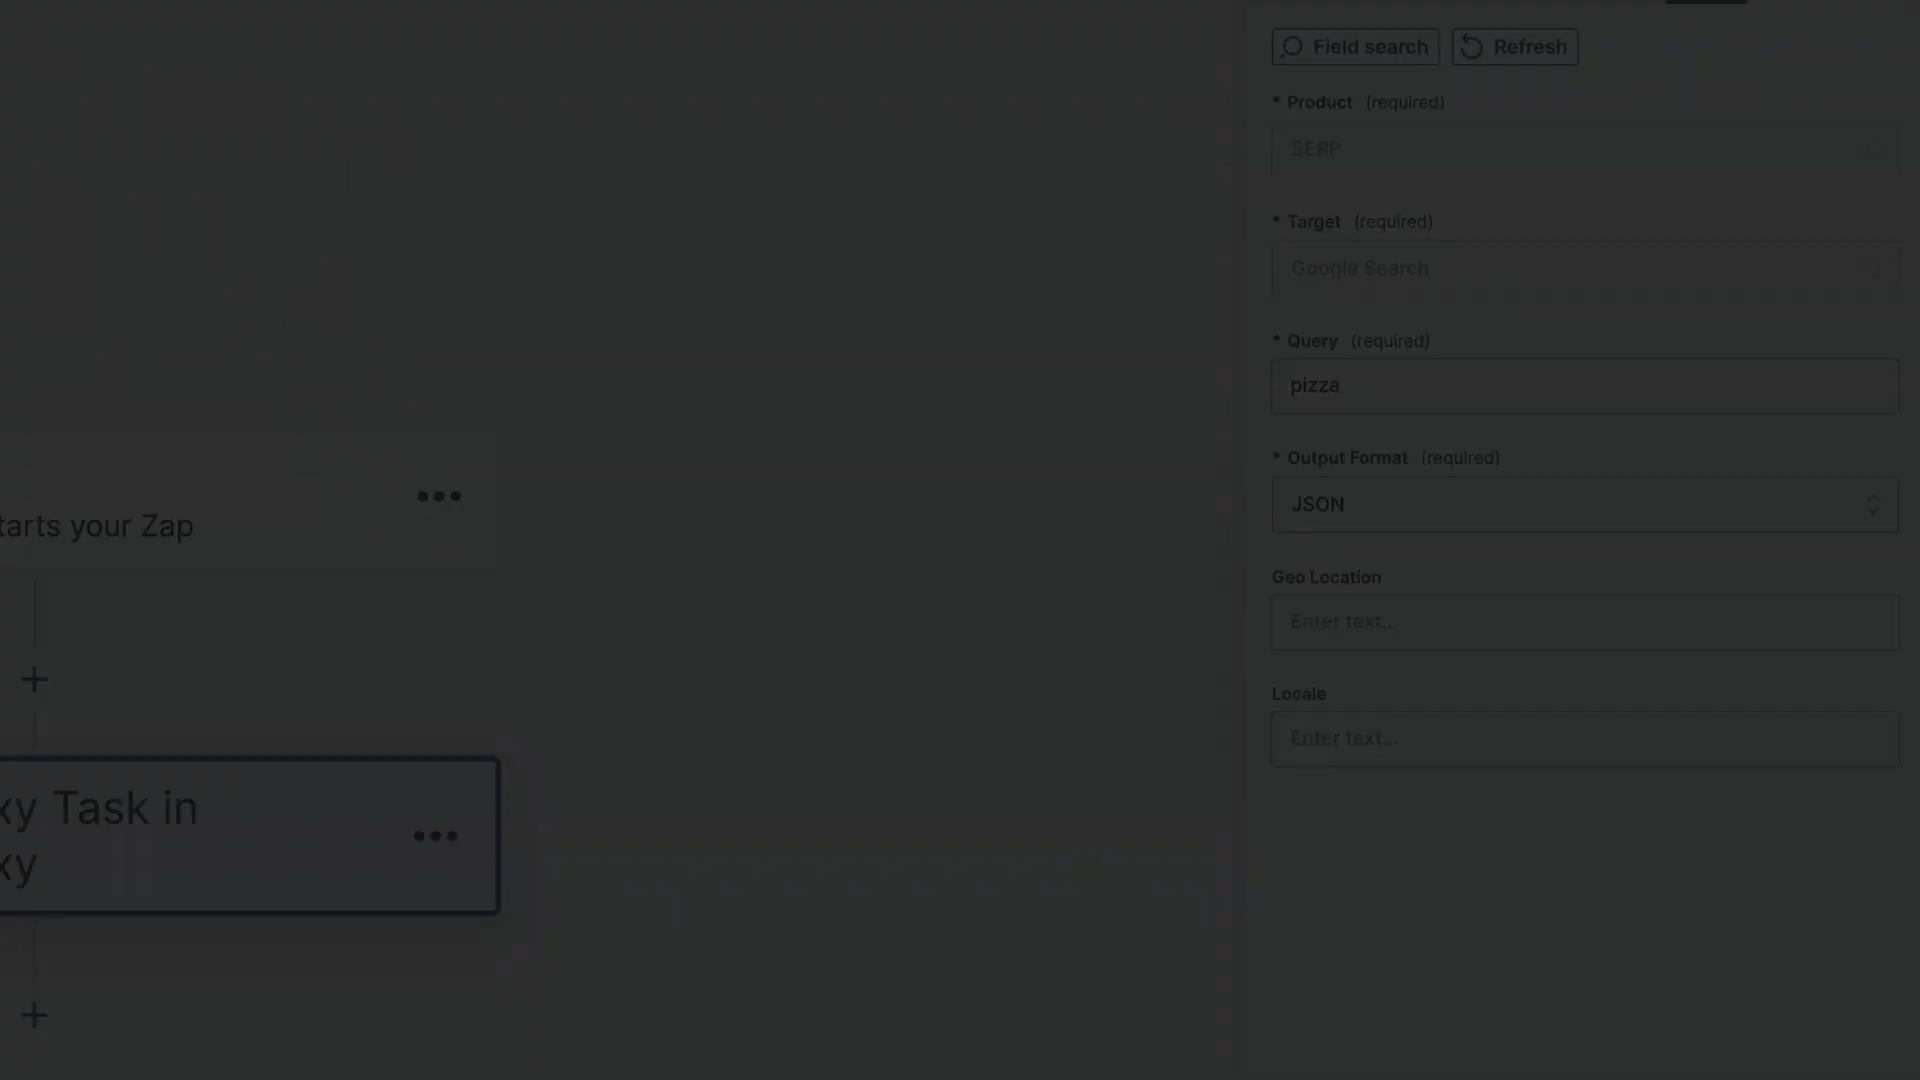 Field search
Refresh
* Product (required)
SERP
* Target (required)
Google Search
* Query (required)
pizza
* Output Format (required)
JSON
Geo Location
Enter text...
Locale
Enter text...
tarts your Zap
xy Task in
xy